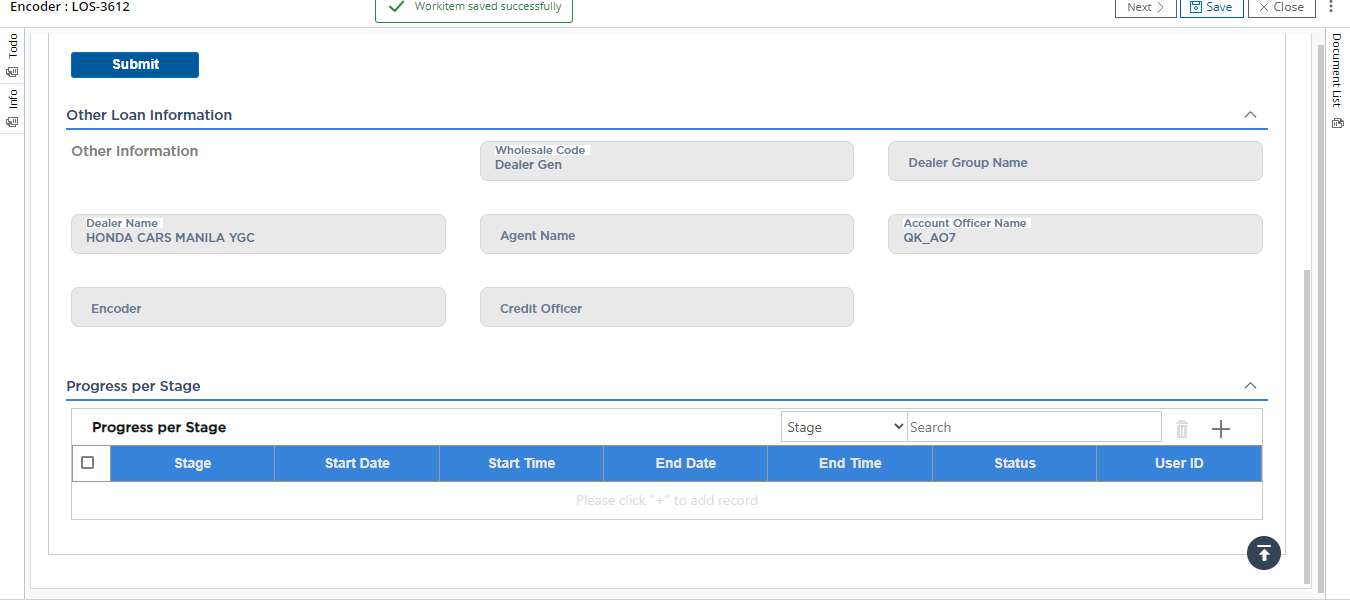 Encoder : LOS-3612
Workitem saved successfully
Next
Save
Close
Todo
Info
Document List
Submit
Other Loan Information
Other Information
Wholesale Code
Dealer Gen
Dealer Group Name
Dealer Name
HONDA CARS MANILA YGC
Agent Name
Account Officer Name
QK_AO7
Encoder
Credit Officer
Progress per Stage
Progress per Stage
Stage
Search
Stage
Start Date
Start Time
End Date
End Time
Status
User ID
Please click "+" to add record